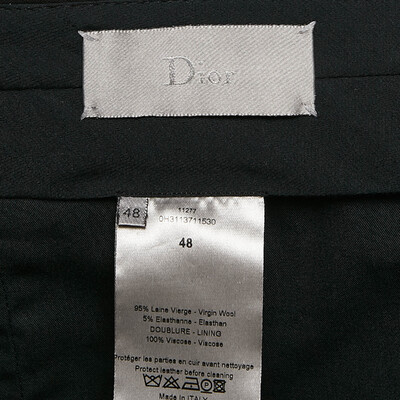 Dior
48
11277
0H3113711530
48
95% Laine Vierge - Virgin Wool
5% Elasthanne - Elasthan
DOUBLURE - LINING
100% Viscose - Viscose
Protéger les parties en cuir avant nettoyage
Protect leather before cleaning
Made in ITALY